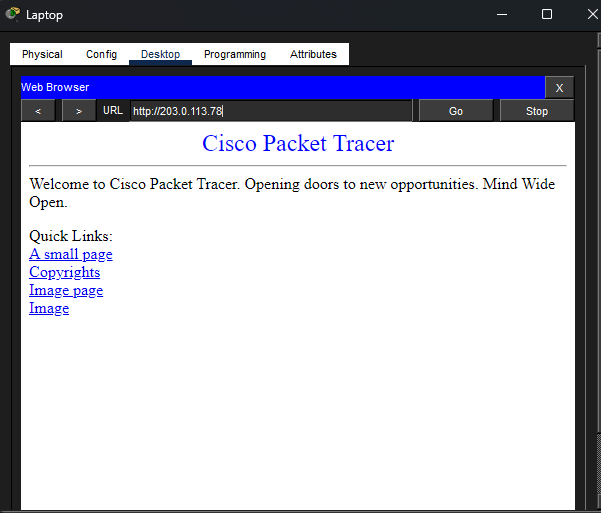 Laptop
Physical Config Desktop Programming Attributes
Web Browser X
< > URL http://203.0.113.78 Go Stop
Cisco Packet Tracer
Welcome to Cisco Packet Tracer. Opening doors to new opportunities. Mind Wide
Open.
Quick Links:
A small page
Copyrights
Image page
Image